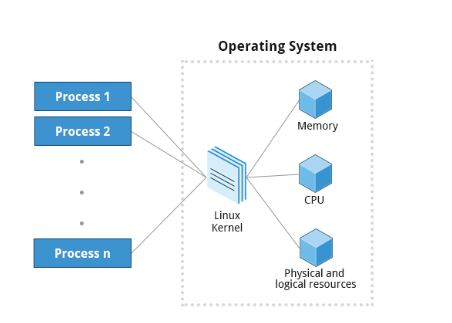 Operating System
Process 1
Process 2
Process n
Linux
Kernel
Memory
CPU
Physical and
logical resources